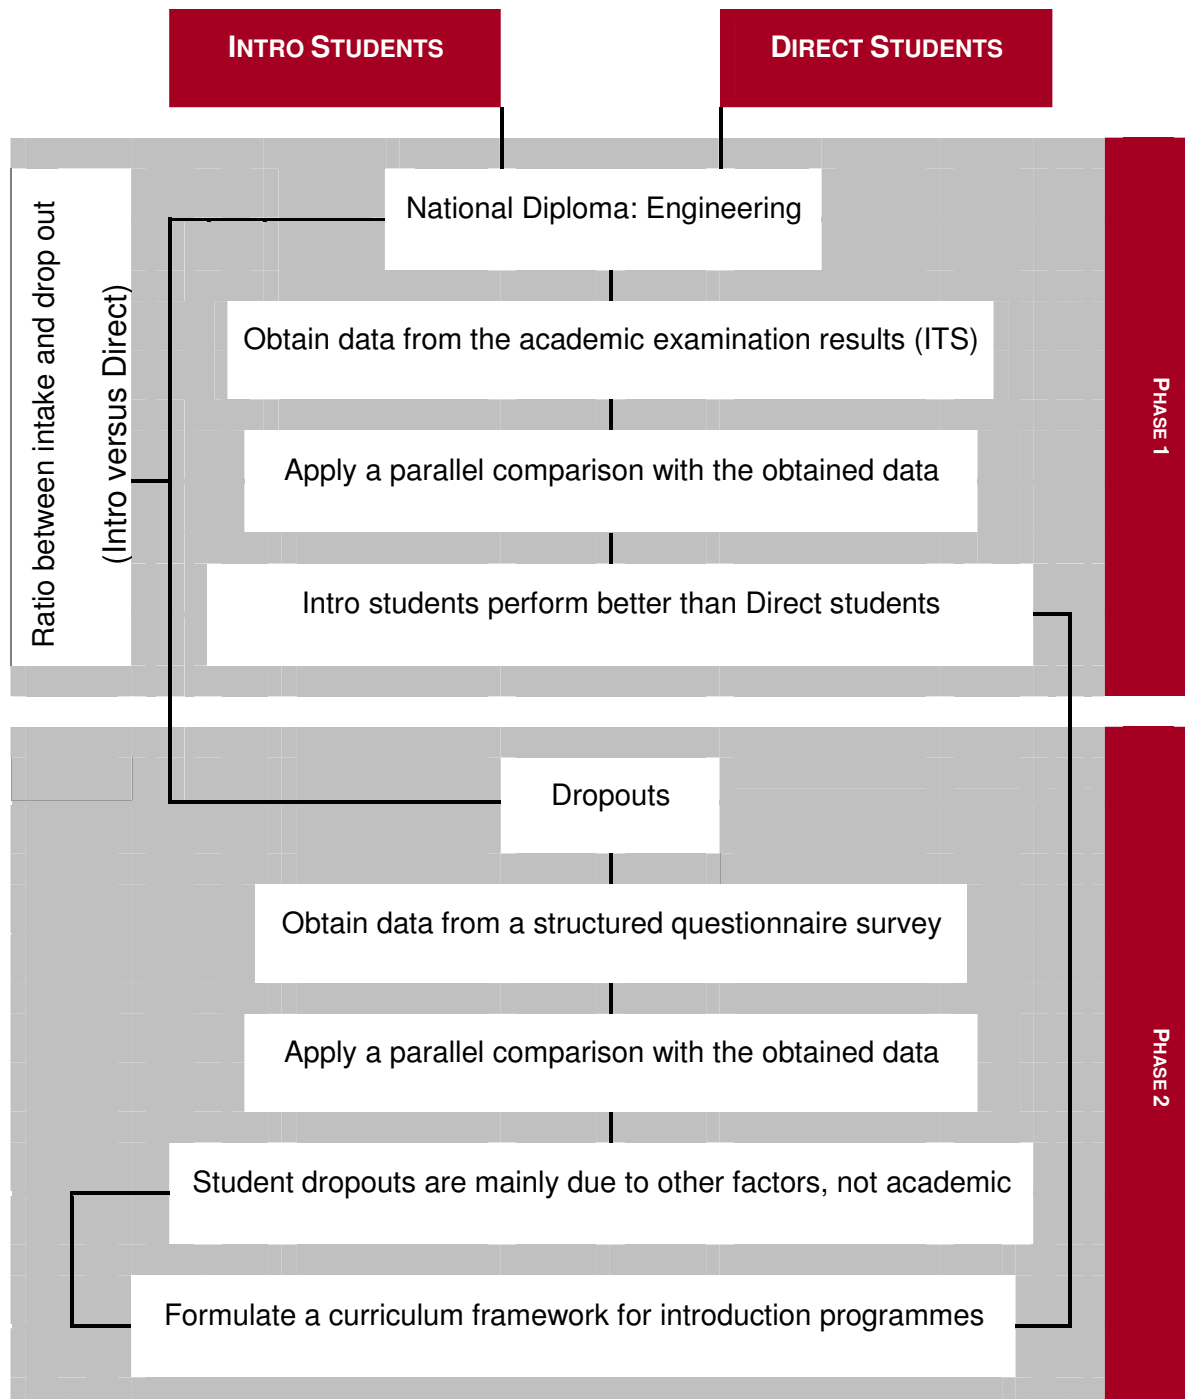 INTRO STUDENTS
DIRECT STUDENTS
National Diploma: Engineering
Ratio between intake and drop out
(Intro versus Direct)
Obtain data from the academic examination results (ITS)
Apply a parallel comparison with the obtained data
Intro students perform better than Direct students
PHASE 1
Dropouts
Obtain data from a structured questionnaire survey
Apply a parallel comparison with the obtained data
Student dropouts are mainly due to other factors, not academic
Formulate a curriculum framework for introduction programmes
PHASE 2